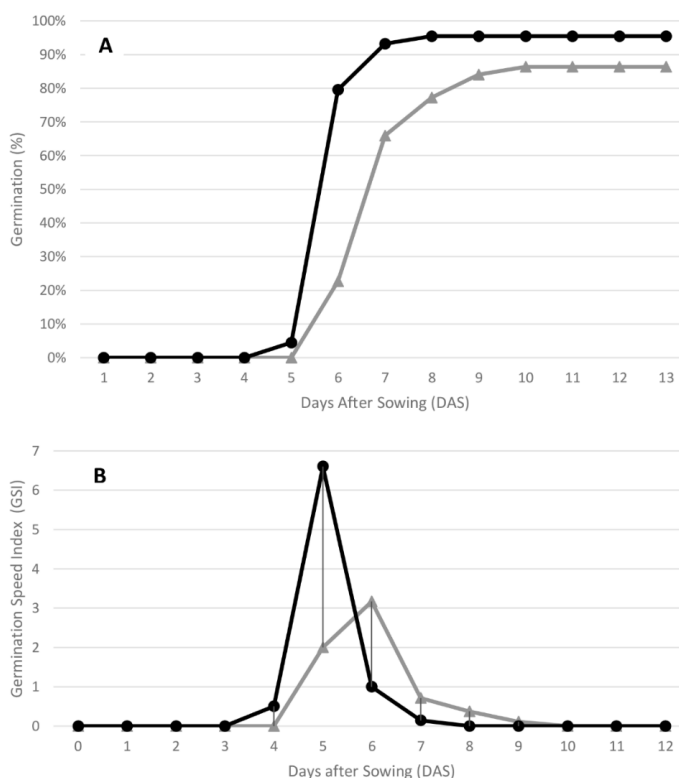 100%
A
90%
80%
70%
60%
50%
40%
30%
20%
10%
0%
Germination (%)
1 2 3 4 5 6 7 8 9 10 11 12 13
Days After Sowing (DAS)
7
B
6
5
4
3
2
1
0
Germination Speed Index (GSI)
0 1 2 3 4 5 6 7 8 9 10 11 12
Days after Sowing (DAS)